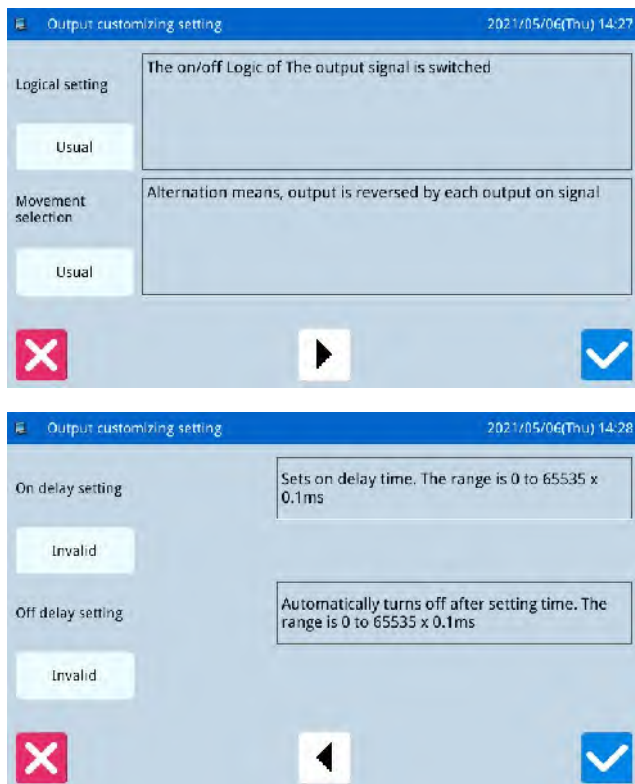 Output customizing setting 2021/05/06(Thu) 14:27
Logical setting
The on/off Logic of The output signal is switched
Usual
Movement
selection
Alternation means, output is reversed by each output on signal
Usual
Output customizing setting 2021/05/06(Thu) 14:28
On delay setting
Sets on delay time. The range is 0 to 65535 x
0.1ms
Invalid
Off delay setting
Automatically turns off after setting time. The
range is 0 to 65535 x 0.1ms
Invalid